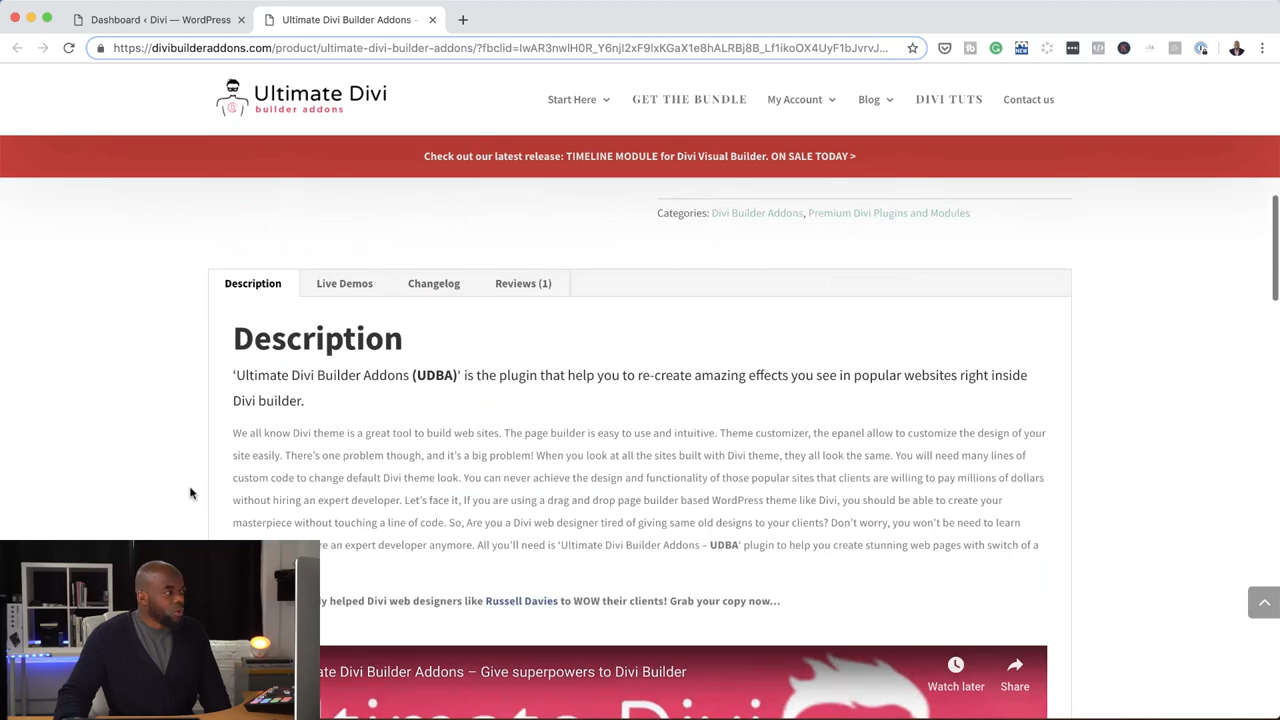 Dashboard ‹ Divi — WordPress
Ultimate Divi Builder Addons -
https://divibuilderaddons.com/product/ultimate-divi-builder-addons/?fbclid=IwAR3nwIH0R_Y6njI2xF9IxKGaX1e8hALRBj8B_Lf1ikoOX4UyF1bJvrvJ...
Ultimate Divi
builder addons
Start Here
GET THE BUNDLE
My Account
Blog
DIVI TUTS
Contact us
Check out our latest release: TIMELINE MODULE for Divi Visual Builder. ON SALE TODAY >
Categories: Divi Builder Addons, Premium Divi Plugins and Modules
Description
Live Demos
Changelog
Reviews (1)
Description
‘Ultimate Divi Builder Addons (UDBA)‘ is the plugin that help you to re-create amazing effects you see in popular websites right inside
Divi builder.
We all know Divi theme is a great tool to build web sites. The page builder is easy to use and intuitive. Theme customizer, the epanel allow to customize the design of your
site easily. There’s one problem though, and it’s a big problem! When you look at all the sites built with Divi theme, they all look the same. You will need many lines of
custom code to change default Divi theme look. You can never achieve the design and functionality of those popular sites that clients are willing to pay millions of dollars
without hiring an expert developer. Let’s face it, If you are using a drag and drop page builder based WordPress theme like Divi, you should be able to create your
masterpiece without touching a line of code. So, Are you a Divi web designer tired of giving same old designs to your clients? Don’t worry, you won’t be need to learn
an expert developer anymore. All you’ll need is ‘Ultimate Divi Builder Addons – UDBA‘ plugin to help you create stunning web pages with switch of a
helped Divi web designers like Russell Davies to WOW their clients! Grab your copy now...
Divi Builder Addons – Give superpowers to Divi Builder
Watch later
Share
Divi